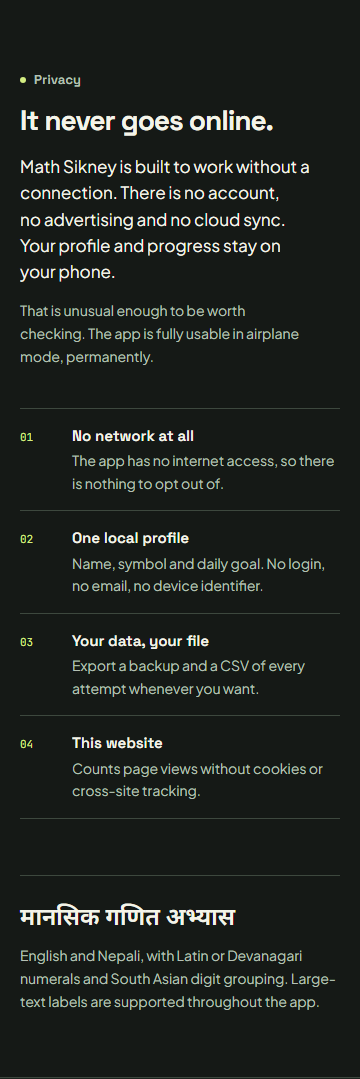 Privacy
It never goes online.
Math Sikney is built to work without a
connection. There is no account,
no advertising and no cloud sync.
Your profile and progress stay on
your phone.
That is unusual enough to be worth
checking. The app is fully usable in airplane
mode, permanently.
01
No network at all
The app has no internet access, so there
is nothing to opt out of.
02
One local profile
Name, symbol and daily goal. No login,
no email, no device identifier.
03
Your data, your file
Export a backup and a CSV of every
attempt whenever you want.
04
This website
Counts page views without cookies or
cross-site tracking.
मानसिक गणित अभ्यास
English and Nepali, with Latin or Devanagari
numerals and South Asian digit grouping. Large-
text labels are supported throughout the app.